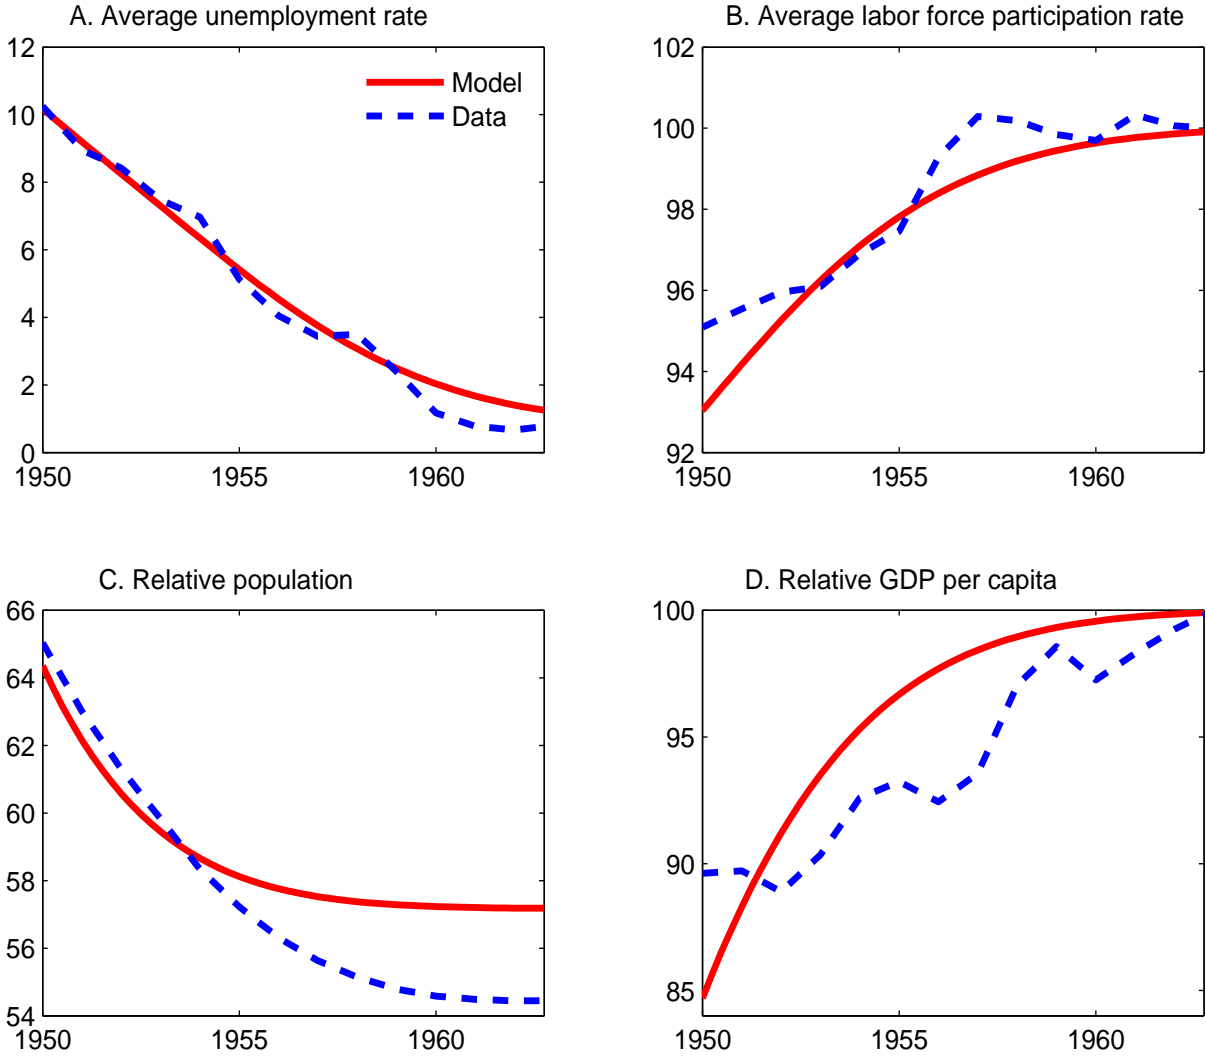 A. Average unemployment rate
12
10
8
6
4
2
0
1950 1955 1960
Model
Data
B. Average labor force participation rate
102
100
98
96
94
92
1950 1955 1960
C. Relative population
66
64
62
60
58
56
54
1950 1955 1960
D. Relative GDP per capita
100
95
90
85
1950 1955 1960